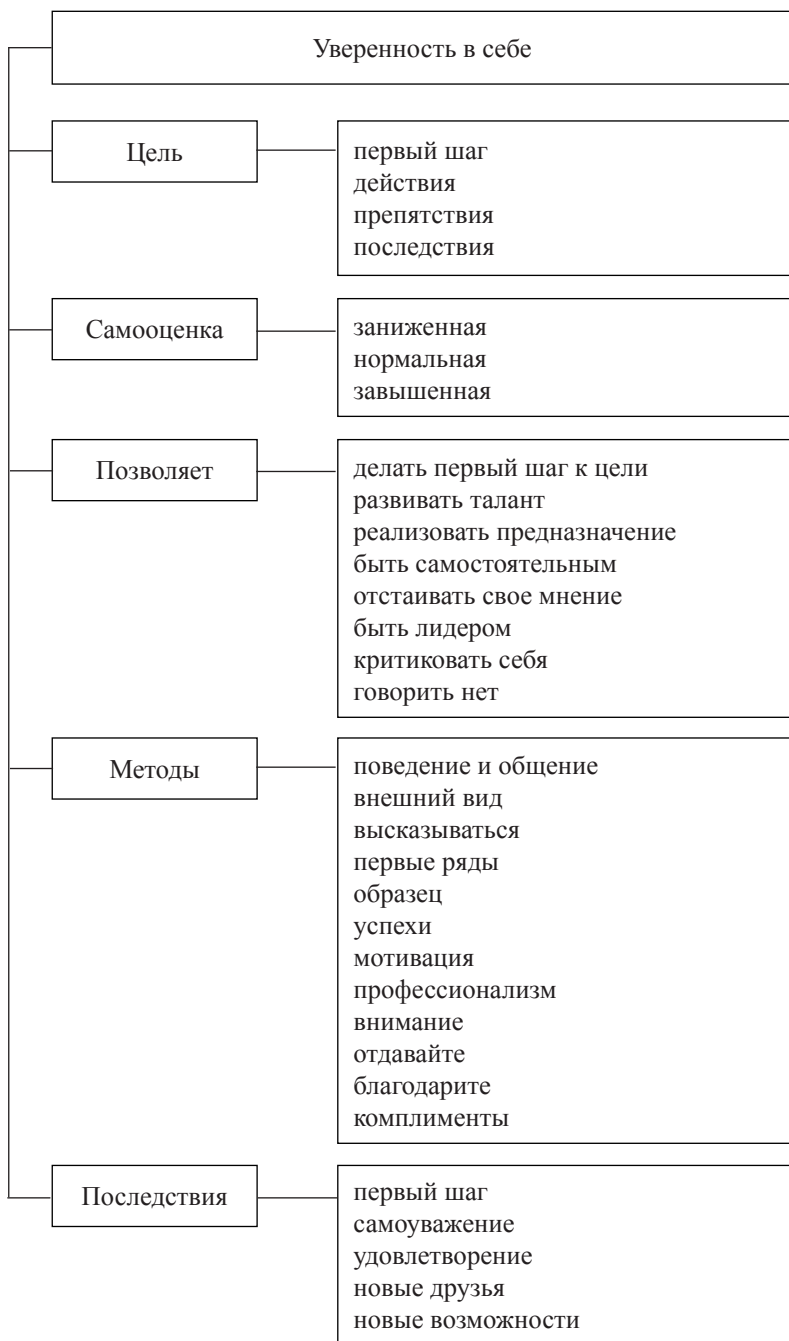 Уверенность в себе
Цель
первый шаг
действия
препятствия
последствия
Самооценка
заниженная
нормальная
завышенная
Позволяет
делать первый шаг к цели
развивать талант
реализовать предназначение
быть самостоятельным
отстаивать свое мнение
быть лидером
критиковать себя
говорить нет
Методы
поведение и общение
внешний вид
высказываться
первые ряды
образец
успехи
мотивация
профессионализм
внимание
отдавайте
благодарите
комплименты
Последствия
первый шаг
самоуважение
удовлетворение
новые друзья
новые возможности